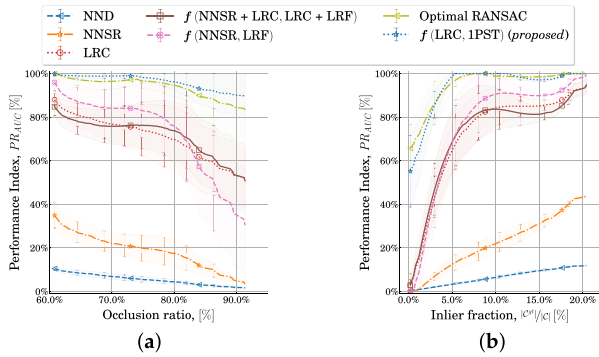 NND
NNSR
LRC
f (NNSR + LRC, LRC + LRF)
f (NNSR, LRF)
Optimal RANSAC
f (LRC, 1PST) (proposed)
Performance Index, PR_AUC [%]
100%
80%
60%
40%
20%
0%
60.0% 70.0% 80.0% 90.0%
Occlusion ratio, [%]
(a)
Performance Index, PR_AUC [%]
100%
80%
60%
40%
20%
0%
0.0% 5.0% 10.0% 15.0% 20.0%
Inlier fraction, |C^gt|/|C| [%]
(b)